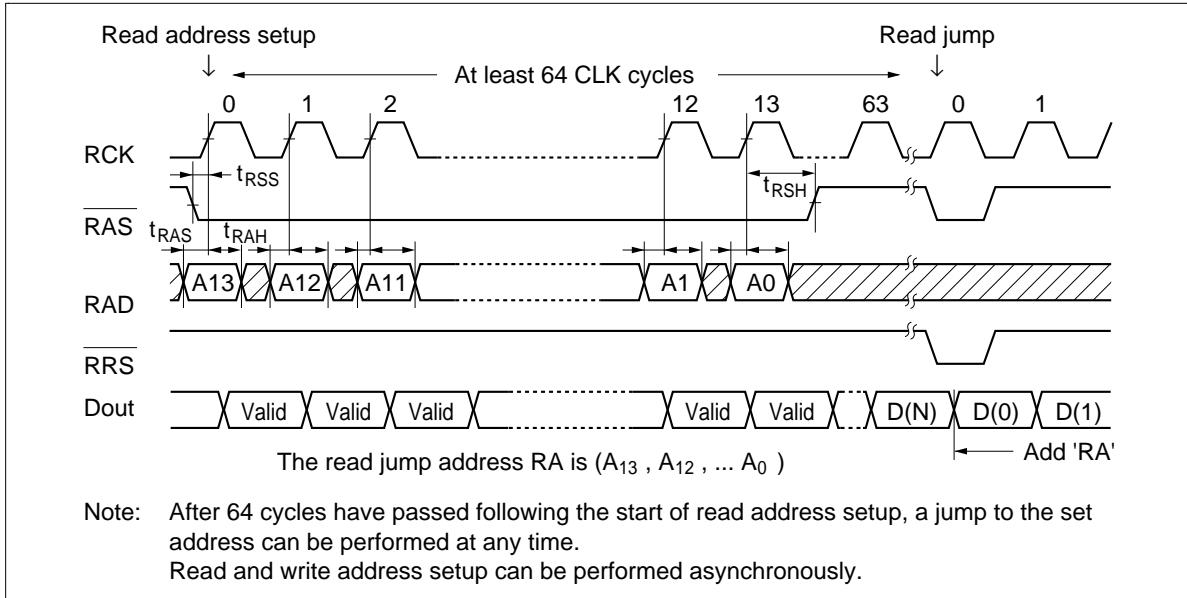 Read address setup
Read jump
At least 64 CLK cycles
0 1 2 12 13 63 0 1
RCK
tRSS
tRSH
RAS
tRAS tRAH
A13 A12 A11 A1 A0
RAD
RRS
Dout Valid Valid Valid Valid Valid D(N) D(0) D(1)
Add 'RA'
The read jump address RA is (A13 , A12 , ... A0 )
Note: After 64 cycles have passed following the start of read address setup, a jump to the set
address can be performed at any time.
Read and write address setup can be performed asynchronously.